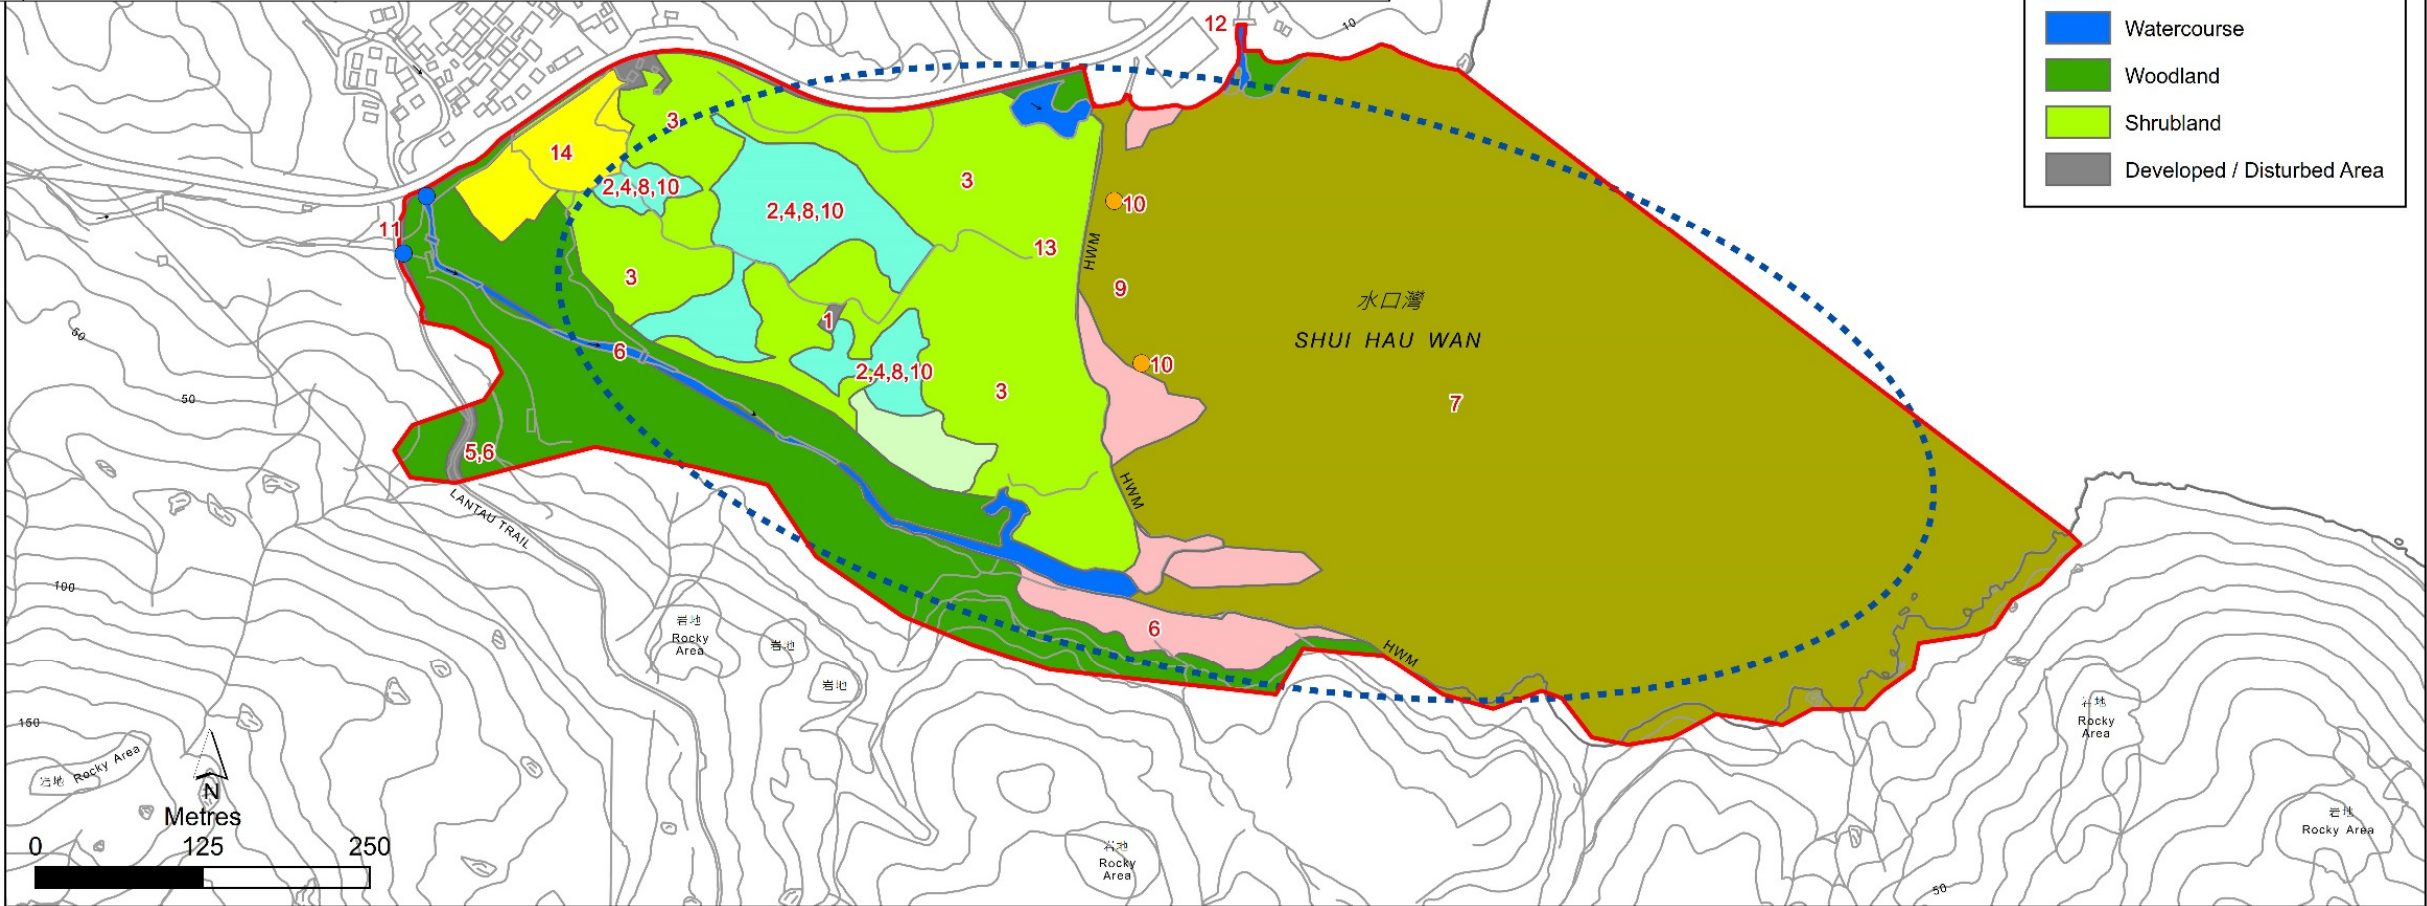 12
10
Watercourse
Woodland
Shrubland
Developed / Disturbed Area
3
14
2,4,8,10
3
2,4,8,10
10
11
13
HWM
3
9
水口灣
SHUI HAU WAN
1
50
6
10
2,4,8,10
3
7
50
5,6
HWM
LANTAU TRAIL
100
岩地
Rocky
Area
岩地
6
HWM
岩地
150
岩地
Rocky
Area
岩地 Rocky Area
N
Metres
0 125 250
岩地
Rocky Area
岩地
Rocky
Area
50